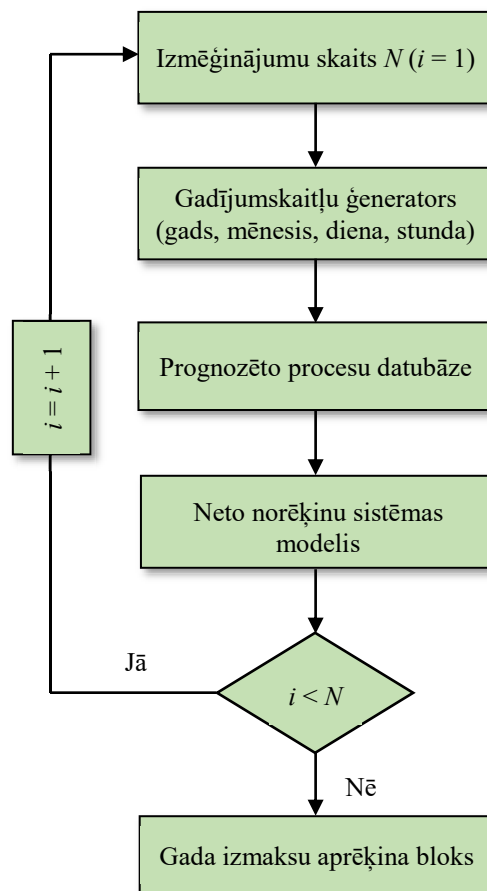 Izmēģinājumu skaits N (i = 1)
Gadījumskaitļu ģenerators
(gads, mēnesis, diena, stunda)
i = i + 1
Prognozēto procesu datubāze
Neto norēķinu sistēmas
modelis
Jā
i < N
Nē
Gada izmaksu aprēķina bloks